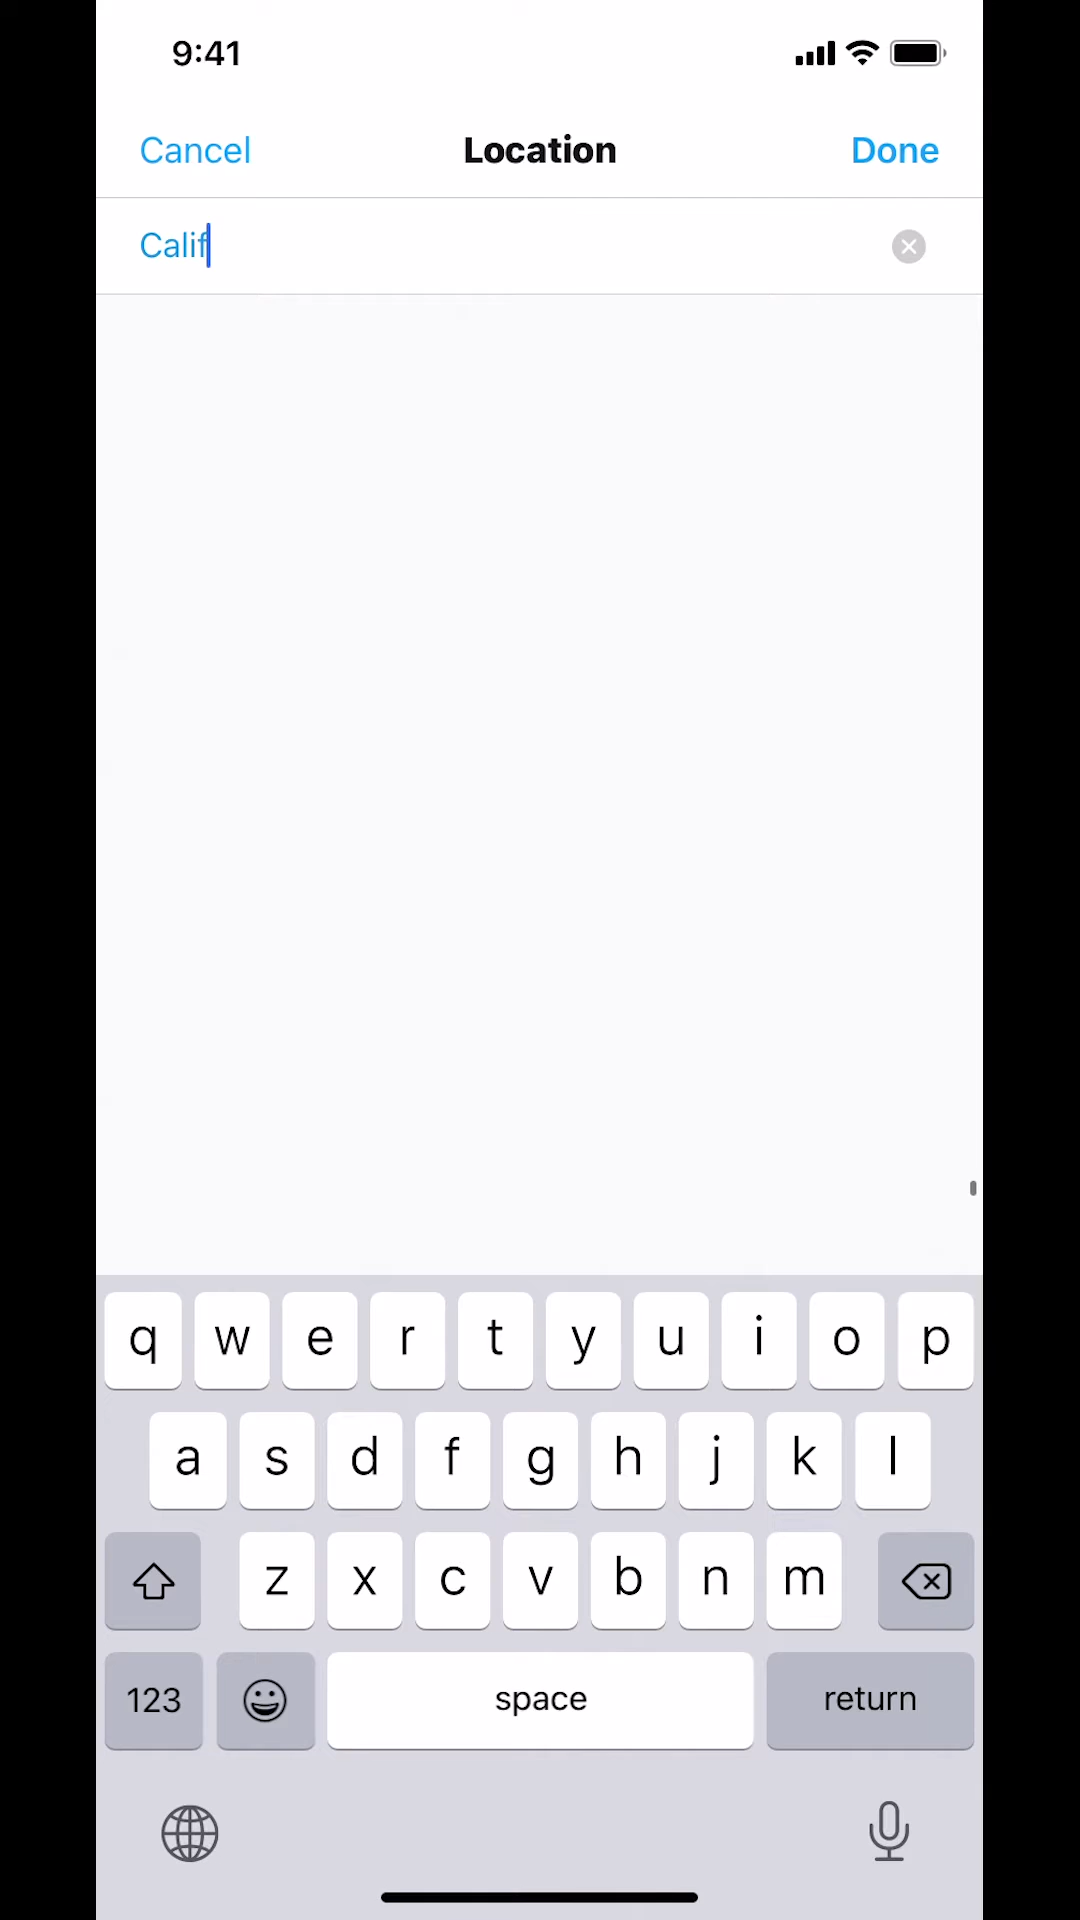 9:41
Cancel Location Done
Calif
q w e r t y u i o p
a s d f g h j k l
z x c v b n m
123 space return